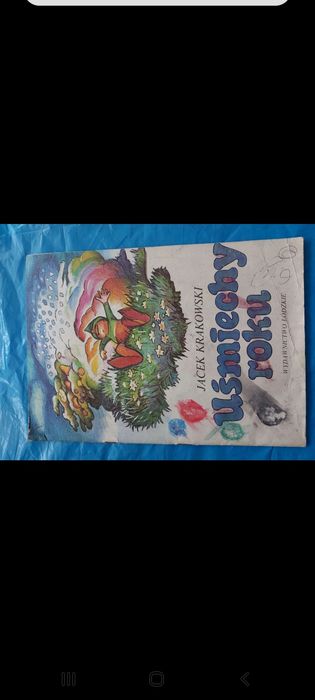 JACEK KRAKOWSKI
Uśmiechy
roku
WYDAWNICTWO ŁÓDZKIE